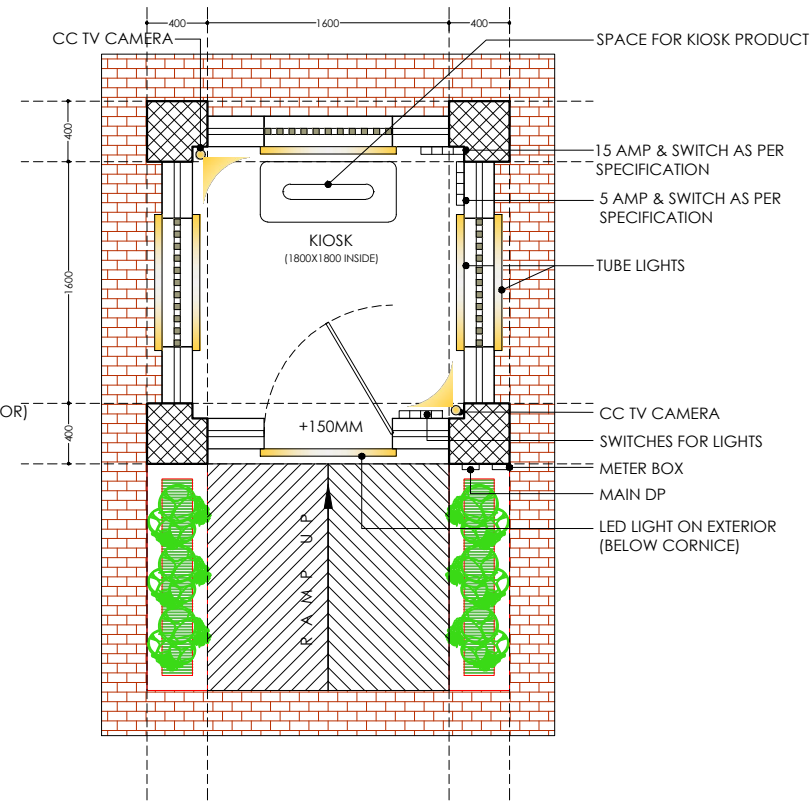 400
1600
400
CC TV CAMERA
SPACE FOR KIOSK PRODUCT
400
15 AMP & SWITCH AS PER
SPECIFICATION
5 AMP & SWITCH AS PER
SPECIFICATION
KIOSK
(1800X1800 INSIDE)
TUBE LIGHTS
1600
OR)
+150MM
CC TV CAMERA
SWITCHES FOR LIGHTS
400
METER BOX
MAIN DP
LED LIGHT ON EXTERIOR
(BELOW CORNICE)
RAMP UP